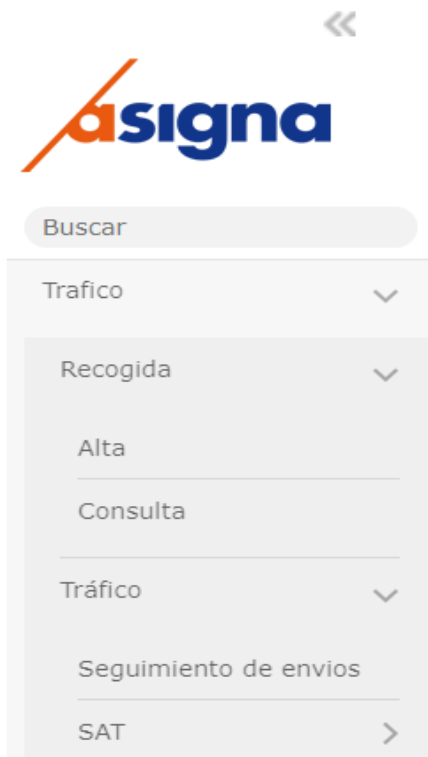 asigna
Buscar
Trafico
Recogida
Alta
Consulta
Tráfico
Seguimiento de envios
SAT